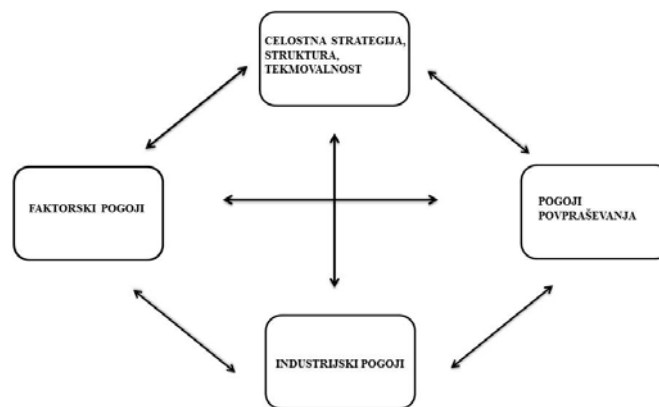 CELOSTNA STRATEGIJA,
STRUKTURA,
TEKMOVALNOST
FAKTORSKI POGOJI
POGOJI
POVPRAŠEVANJA
INDUSTRIJSKI POGOJI